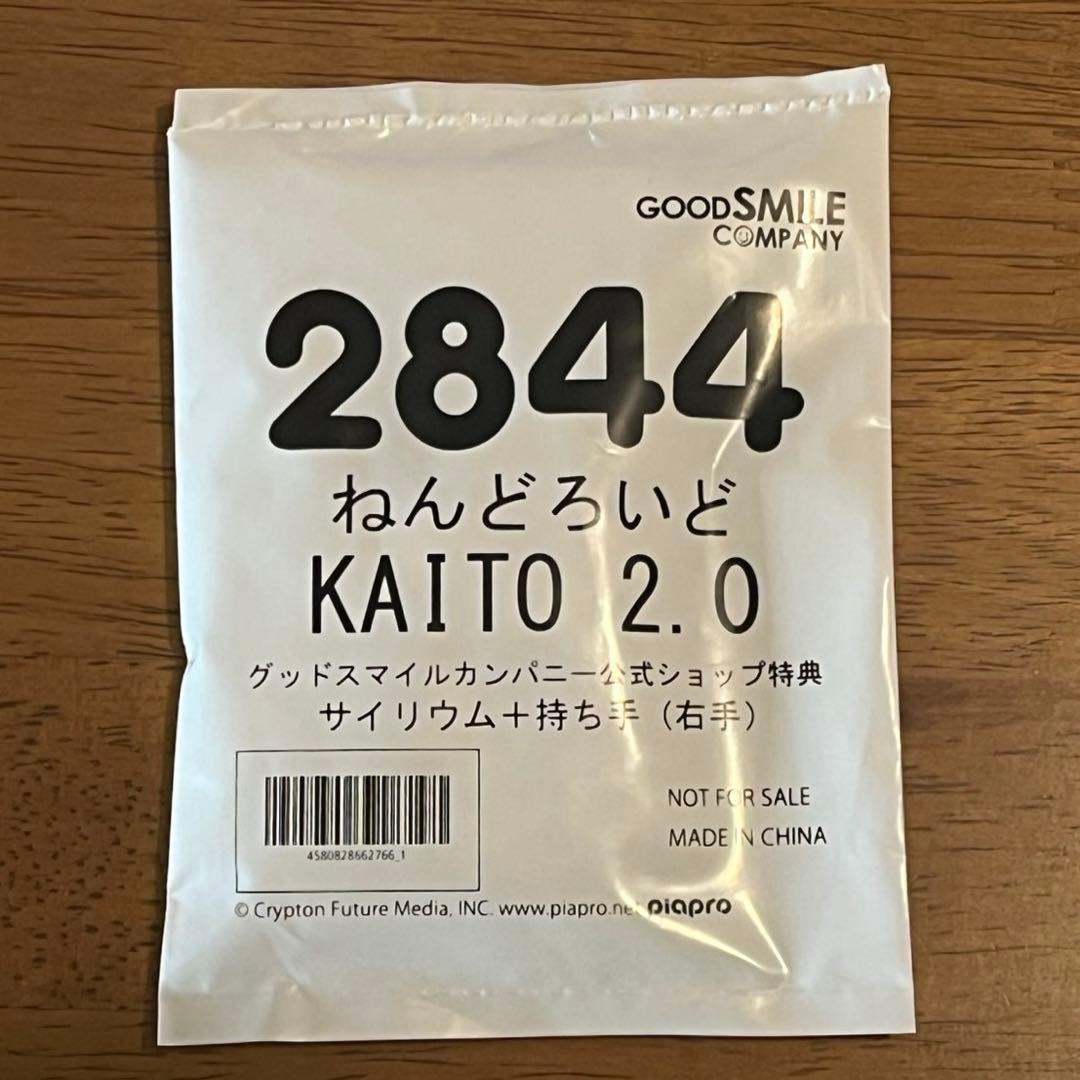 GOODSMILE
COMPANY
2844
ねんどろいど
KAITO 2.0
グッドスマイルカンパニー公式ショップ特典
サイリウム＋持ち手（右手）
NOT FOR SALE
MADE IN CHINA
4580828662766_1
© Crypton Future Media, INC. www.piapro.net piapro